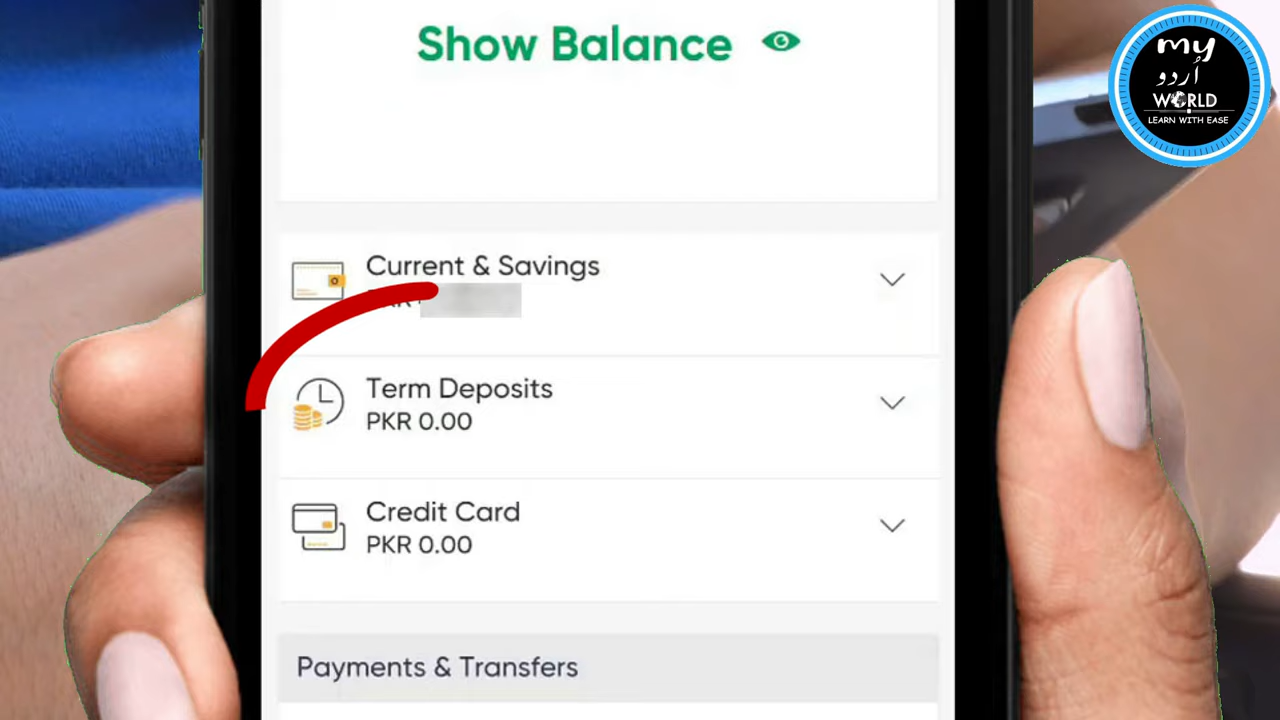 Show Balance
my
اُردو
WORLD
LEARN WITH EASE
Current & Savings
PKR
Term Deposits
PKR 0.00
Credit Card
PKR 0.00
Payments & Transfers